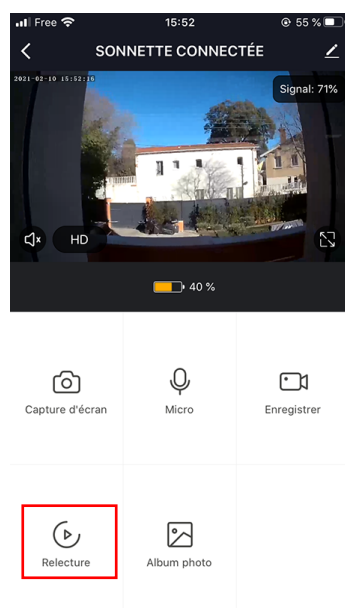 Free 15:52 55 %
SONNETTE CONNECTÉE
2021-02-10 15:52:16
Signal: 71%
HD
40 %
Capture d'écran
Micro
Enregistrer
Relecture
Album photo